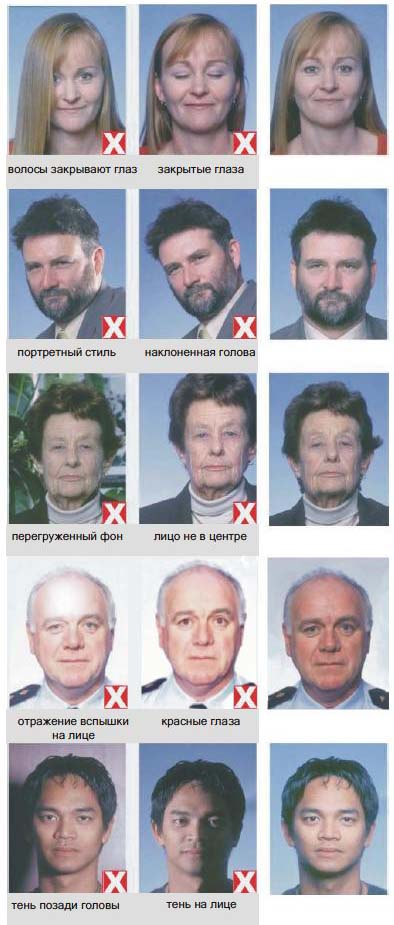 волосы закрывают глаз
закрытые глаза
портретный стиль
наклоненная голова
перегруженный фон
лицо не в центре
отражение вспышки
на лице
красные глаза
тень позади головы
тень на лице